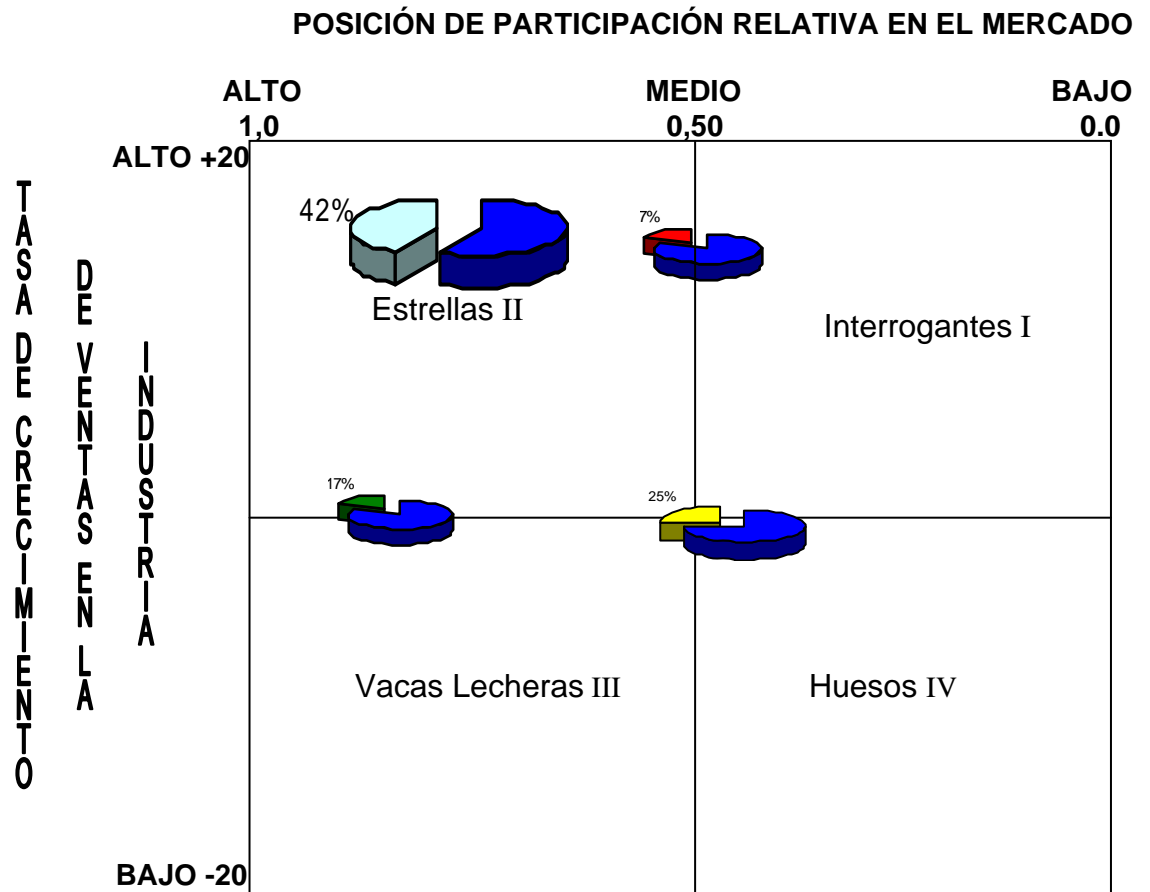 POSICIÓN DE PARTICIPACIÓN RELATIVA EN EL MERCADO
ALTO MEDIO BAJO
1,0 0,50 0.0
ALTO +20
TASA DE CRECIMIENTO
DE VENTAS EN LA
INDUSTRIA
42%
7%
Estrellas II
Interrogantes I
17%
25%
Vacas Lecheras III
Huesos IV
BAJO -20